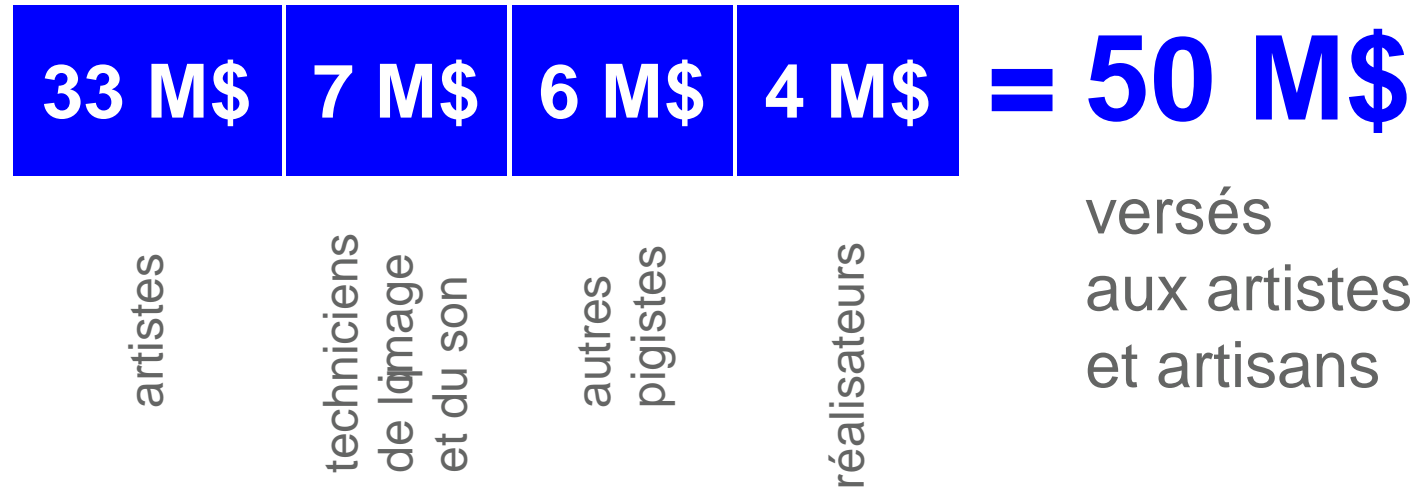 33 M$ 7 M$ 6 M$ 4 M$ = 50 M$
versés
aux artistes
et artisans
artistes
techniciens
de lqimage
et du son
autres
pigistes
réalisateurs